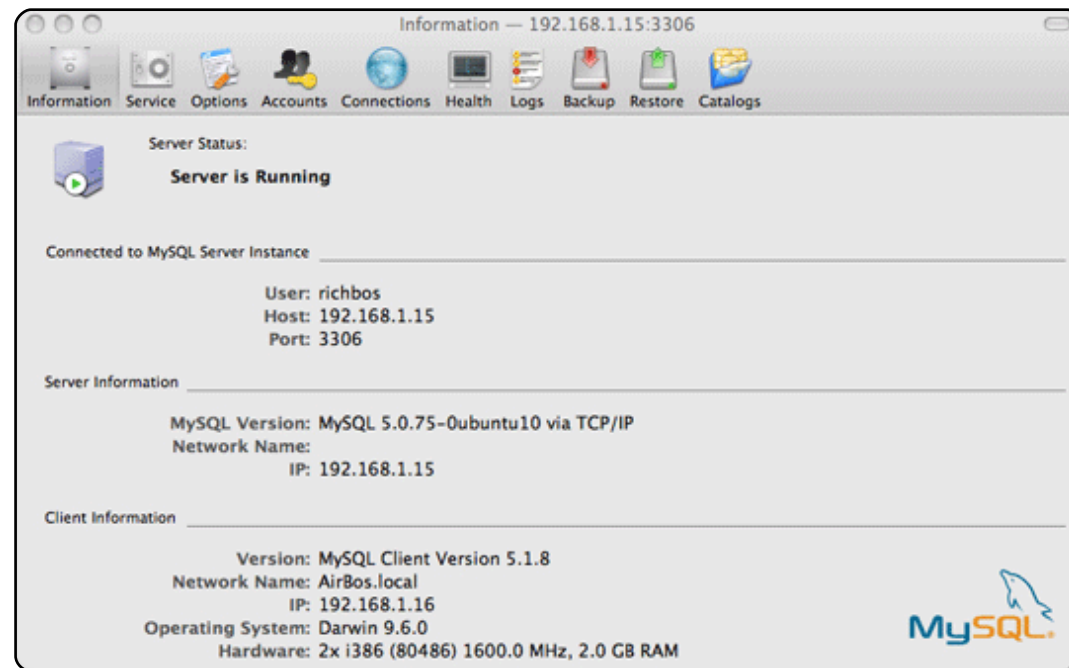 Information — 192.168.1.15:3306
Information Service Options Accounts Connections Health Logs Backup Restore Catalogs
Server Status:
Server is Running
Connected to MySQL Server Instance
User: richbos
Host: 192.168.1.15
Port: 3306
Server Information
MySQL Version: MySQL 5.0.75-0ubuntu10 via TCP/IP
Network Name:
IP: 192.168.1.15
Client Information
Version: MySQL Client Version 5.1.8
Network Name: AirBos.local
IP: 192.168.1.16
Operating System: Darwin 9.6.0
Hardware: 2x i386 (80486) 1600.0 MHz, 2.0 GB RAM
MySQL.